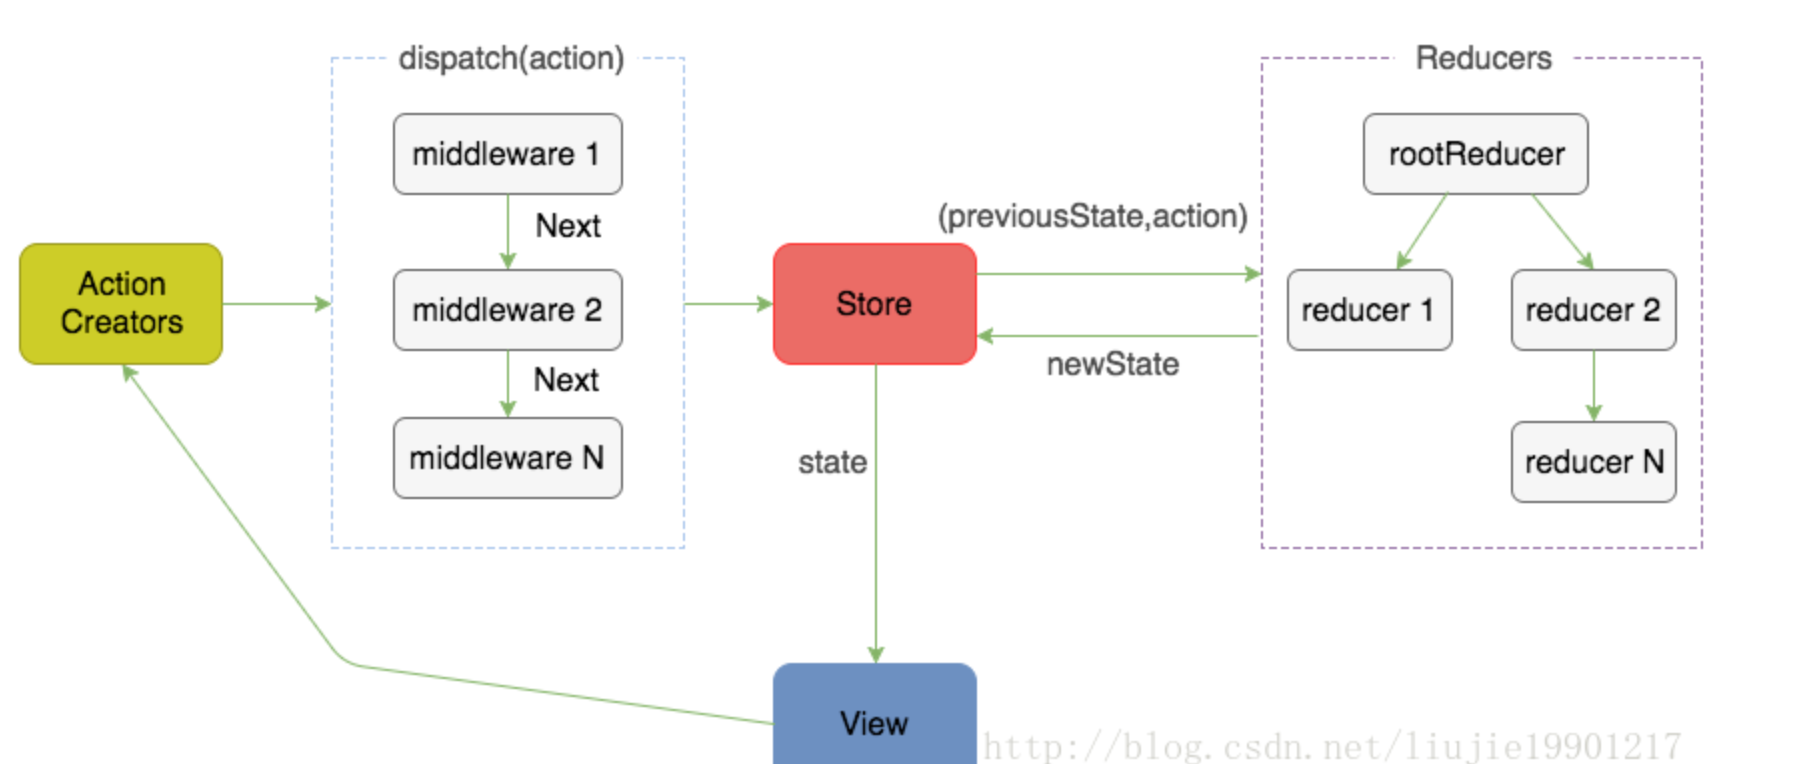 dispatch(action)
Reducers
middleware 1
rootReducer
Next
(previousState,action)
Action
Creators
middleware 2
Store
reducer 1
reducer 2
newState
Next
middleware N
state
reducer N
View
http://blog.csdn.net/liujie19901217